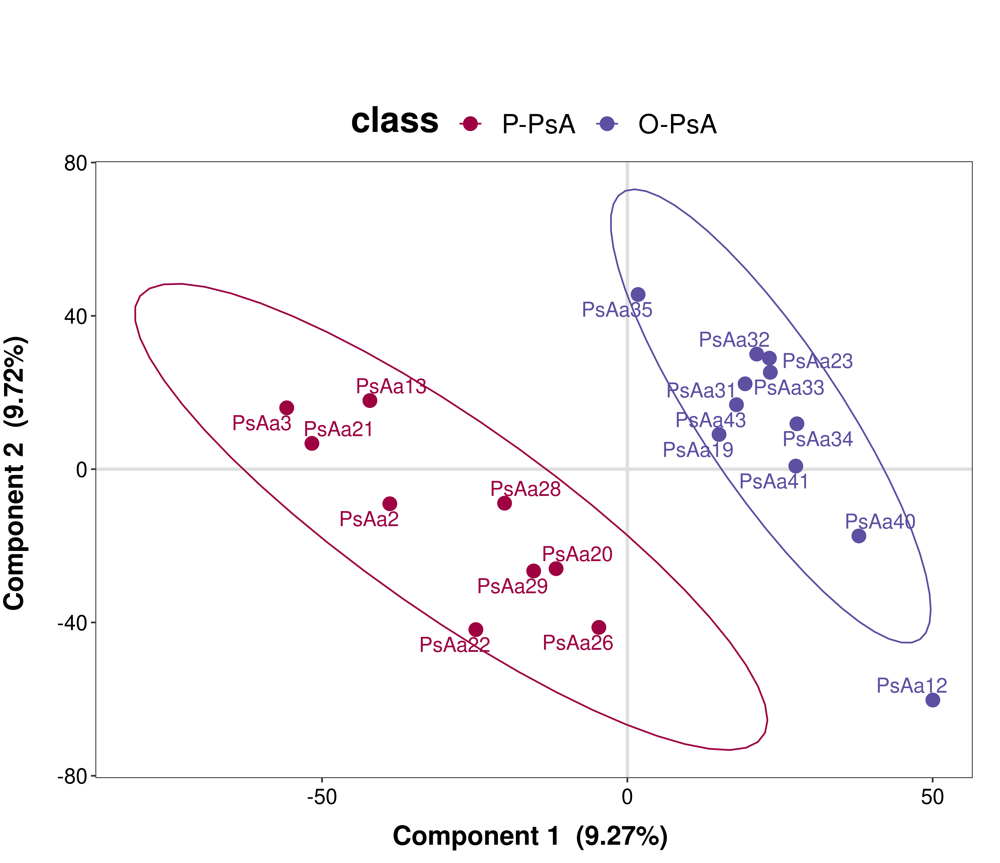 class P-PsA O-PsA
80
40
0
-40
-80
Component 2 (9.72%)
PsAa35
PsAa32
PsAa23
PsAa33
PsAa31
PsAa43
PsAa34
PsAa19
PsAa41
PsAa40
PsAa12
PsAa13
PsAa3
PsAa21
PsAa28
PsAa2
PsAa20
PsAa29
PsAa22
PsAa26
-50 0 50
Component 1 (9.27%)